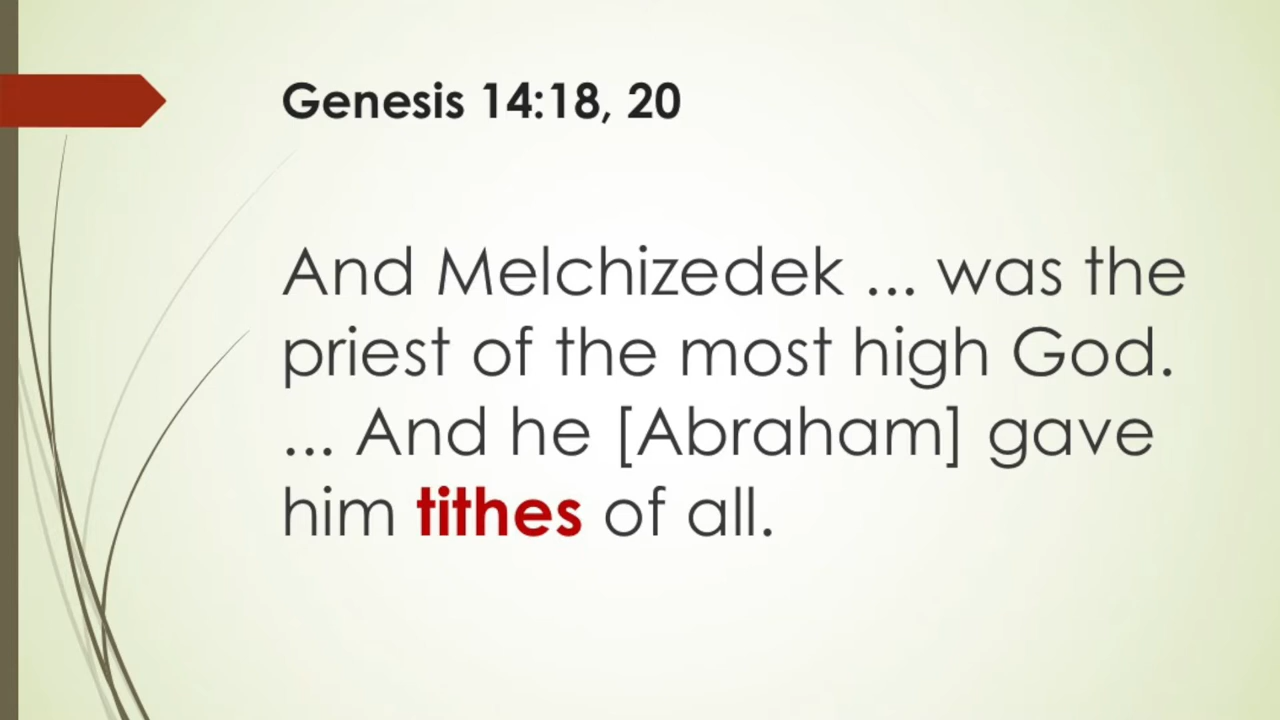 Genesis 14:18, 20
And Melchizedek ... was the
priest of the most high God.
... And he [Abraham] gave
him tithes of all.